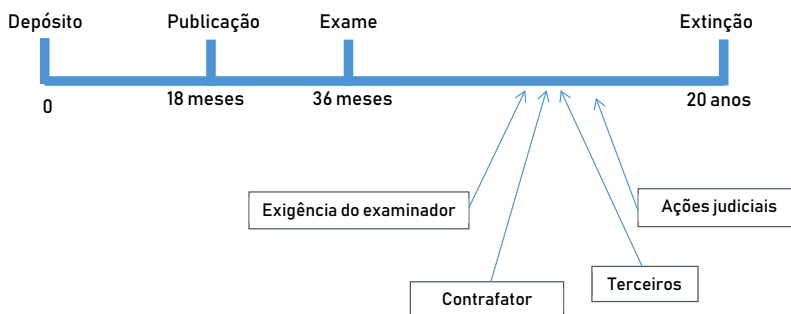 Depósito
Publicação
Exame
Extinção
0
18 meses
36 meses
20 anos
Exigência do examinador
Ações judiciais
Contrafator
Terceiros